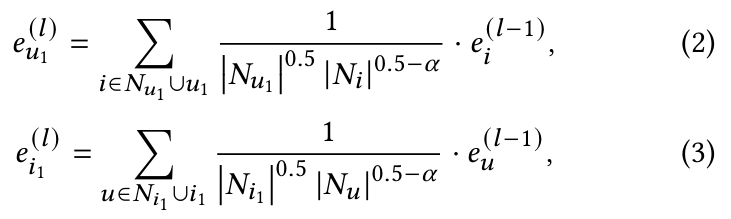 $e_{u_1}^{(l)} = \sum_{i \in N_{u_1} \cup u_1} \frac{1}{|N_{u_1}|^{0.5} |N_i|^{0.5-\alpha}} \cdot e_i^{(l-1)},$ (2)
$e_{i_1}^{(l)} = \sum_{u \in N_{i_1} \cup i_1} \frac{1}{|N_{i_1}|^{0.5} |N_u|^{0.5-\alpha}} \cdot e_u^{(l-1)},$ (3)